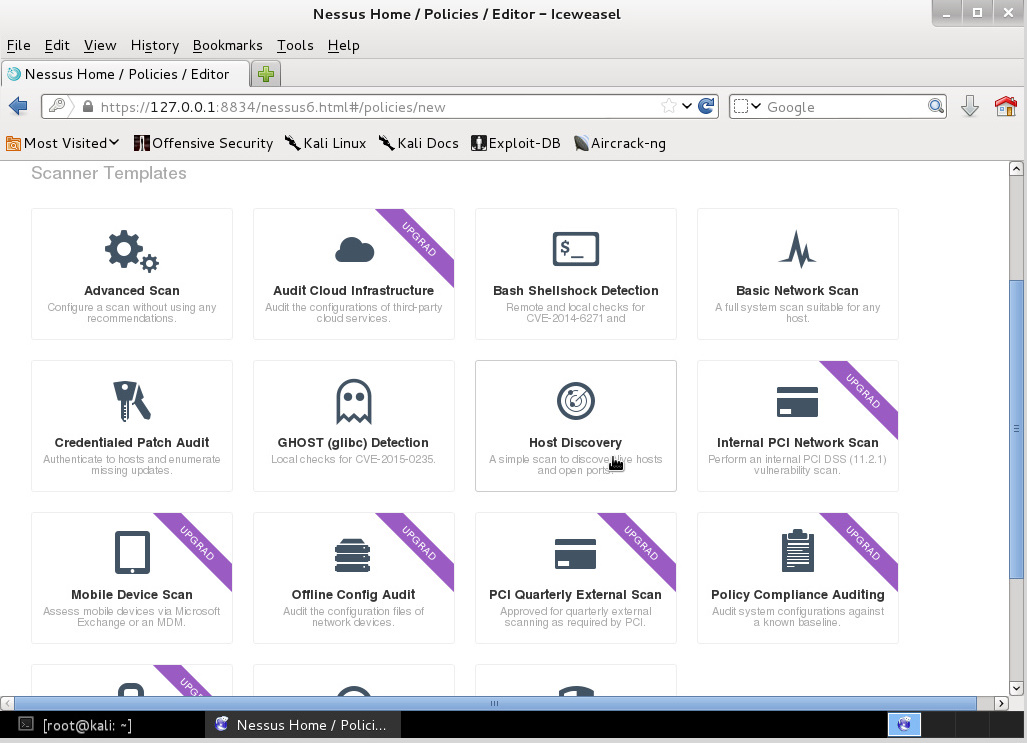 Nessus Home / Policies / Editor – Iceweasel
File Edit View History Bookmarks Tools Help
Nessus Home / Policies / Editor
https://127.0.0.1:8834/nessus6.html#/policies/new
Google
Most Visited
Offensive Security
Kali Linux
Kali Docs
Exploit-DB
Aircrack-ng
Scanner Templates
Advanced Scan
Configure a scan without using any
recommendations.
UPGRAD
Audit Cloud Infrastructure
Audit the configurations of third-party
cloud services.
$_
Bash Shellshock Detection
Remote and local checks for
CVE-2014-6271 and
Basic Network Scan
A full system scan suitable for any
host.
Credentialed Patch Audit
Authenticate to hosts and enumerate
missing updates.
GHOST (glibc) Detection
Local checks for CVE-2015-0235.
Host Discovery
A simple scan to discover live hosts
and open ports.
UPGRAD
Internal PCI Network Scan
Perform an internal PCI DSS (11.2.1)
vulnerability scan.
UPGRAD
Mobile Device Scan
Assess mobile devices via Microsoft
Exchange or an MDM.
UPGRAD
Offline Config Audit
Audit the configuration files of
network devices.
UPGRAD
PCI Quarterly External Scan
Approved for quarterly external
scanning as required by PCI.
UPGRAD
Policy Compliance Auditing
Audit system configurations against
a known baseline.
[root@kali: ~]
Nessus Home / Polici...